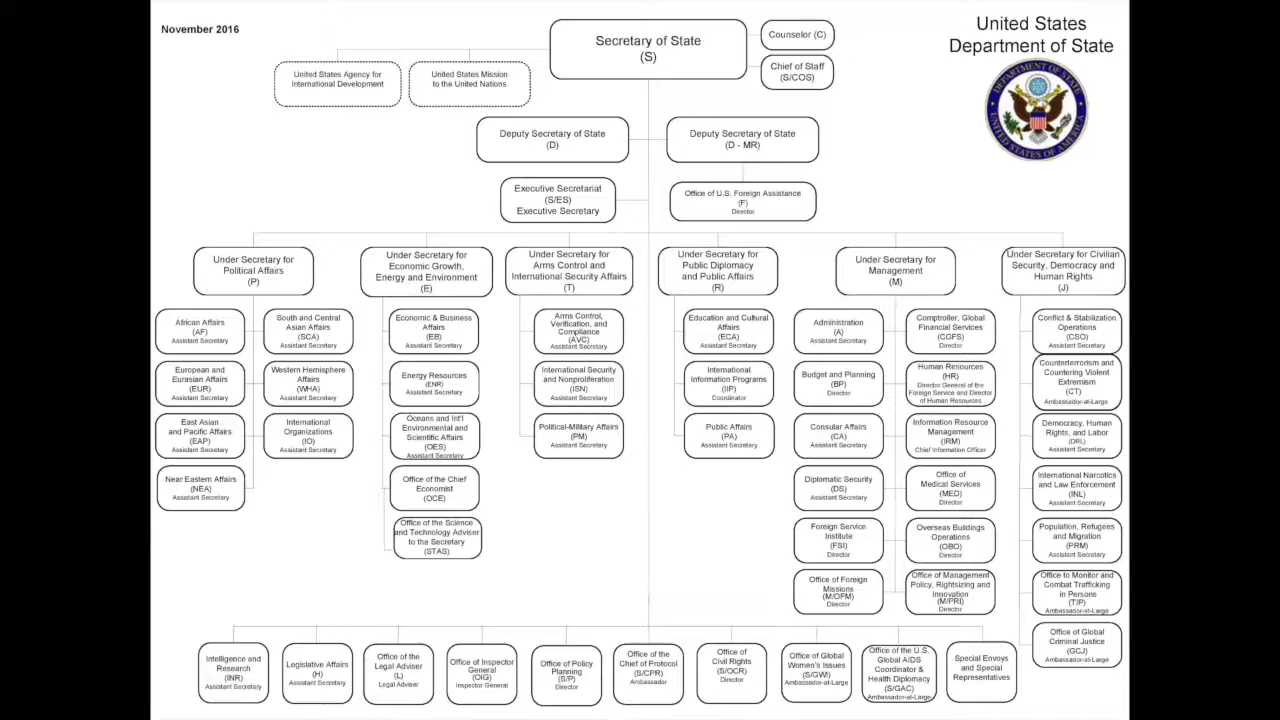 November 2016
United States
Department of State
DEPARTMENT OF STATE
UNITED STATES OF AMERICA
Secretary of State
(S)
Counselor (C)
Chief of Staff
(S/COS)
United States Agency for
International Development
United States Mission
to the United Nations
Deputy Secretary of State
(D)
Deputy Secretary of State
(D - MR)
Executive Secretariat
(S/ES)
Executive Secretary
Office of U.S. Foreign Assistance
(F)
Director
Under Secretary for
Political Affairs
(P)
Under Secretary for
Economic Growth,
Energy and Environment
(E)
Under Secretary for
Arms Control and
International Security Affairs
(T)
Under Secretary for
Public Diplomacy
and Public Affairs
(R)
Under Secretary for
Management
(M)
Under Secretary for Civilian
Security, Democracy and
Human Rights
(J)
African Affairs
(AF)
Assistant Secretary
South and Central
Asian Affairs
(SCA)
Assistant Secretary
Economic & Business
Affairs
(EB)
Assistant Secretary
Arms Control,
Verification, and
Compliance
(AVC)
Assistant Secretary
Education and Cultural
Affairs
(ECA)
Assistant Secretary
Administration
(A)
Assistant Secretary
Comptroller, Global
Financial Services
(CGFS)
Director
Conflict & Stabilization
Operations
(CSO)
Assistant Secretary
European and
Eurasian Affairs
(EUR)
Assistant Secretary
Western Hemisphere
Affairs
(WHA)
Assistant Secretary
Energy Resources
(ENR)
Assistant Secretary
International Security
and Nonproliferation
(ISN)
Assistant Secretary
International
Information Programs
(IIP)
Coordinator
Budget and Planning
(BP)
Director
Human Resources
(HR)
Director General of the
Foreign Service and Director
of Human Resources
Counterterrorism and
Countering Violent
Extremism
(CT)
Ambassador-at-Large
East Asian
and Pacific Affairs
(EAP)
Assistant Secretary
International
Organizations
(IO)
Assistant Secretary
Oceans and Int'l
Environmental and
Scientific Affairs
(OES)
Assistant Secretary
Political-Military Affairs
(PM)
Assistant Secretary
Public Affairs
(PA)
Assistant Secretary
Consular Affairs
(CA)
Assistant Secretary
Information Resource
Management
(IRM)
Chief Information Officer
Democracy, Human
Rights, and Labor
(DRL)
Assistant Secretary
Near Eastern Affairs
(NEA)
Assistant Secretary
Office of the Chief
Economist
(OCE)
Diplomatic Security
(DS)
Assistant Secretary
Office of
Medical Services
(MED)
Director
International Narcotics
and Law Enforcement
(INL)
Assistant Secretary
Office of the Science
and Technology Adviser
to the Secretary
(STAS)
Foreign Service
Institute
(FSI)
Director
Overseas Buildings
Operations
(OBO)
Director
Population, Refugees
and Migration
(PRM)
Assistant Secretary
Office of Foreign
Missions
(M/OFM)
Director
Office of Management
Policy, Rightsizing and
Innovation
(M/PRI)
Director
Office to Monitor and
Combat Trafficking
in Persons
(TIP)
Ambassador-at-Large
Office of Global
Criminal Justice
(GCJ)
Ambassador-at-Large
Intelligence and
Research
(INR)
Assistant Secretary
Legislative Affairs
(H)
Assistant Secretary
Office of the
Legal Adviser
(L)
Legal Adviser
Office of Inspector
General
(OIG)
Inspector General
Office of Policy
Planning
(S/P)
Director
Office of the
Chief of Protocol
(S/CPR)
Ambassador
Office of
Civil Rights
(S/OCR)
Director
Office of Global
Women's Issues
(S/GWI)
Ambassador-at-Large
Office of the U.S.
Global AIDS
Coordinator &
Health Diplomacy
(S/GAC)
Ambassador-at-Large
Special Envoys
and Special
Representatives